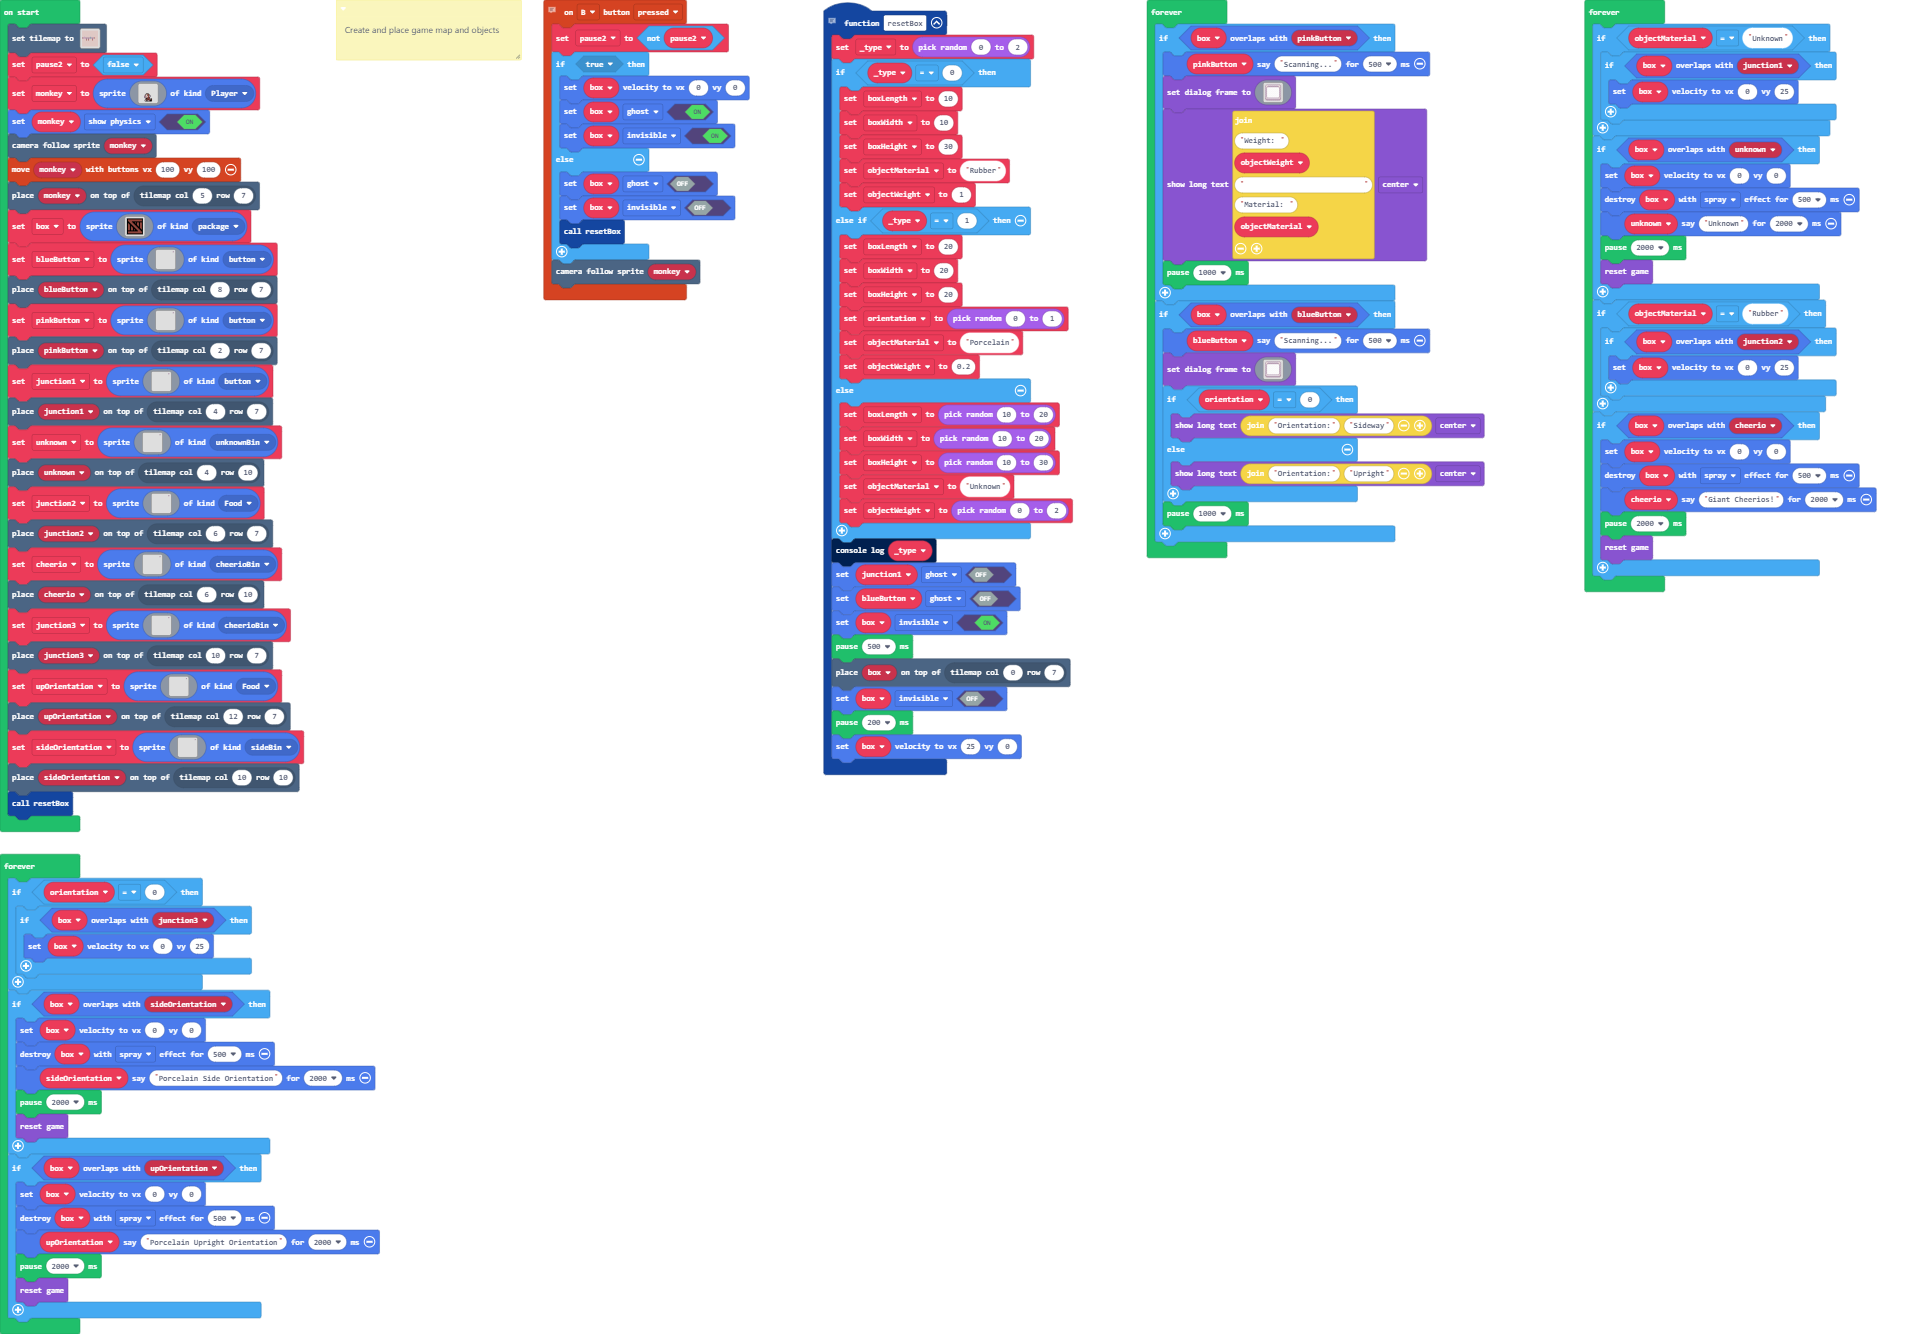 on start
set tilemap to
set pause2 to false
set monkey to sprite of kind Player
set monkey show physics ON
camera follow sprite monkey
move monkey with buttons vx 100 vy 100
place monkey on top of tilemap col 5 row 7
set box to sprite of kind package
set blueButton to sprite of kind button
place blueButton on top of tilemap col 8 row 7
set pinkButton to sprite of kind button
place pinkButton on top of tilemap col 2 row 7
set junction1 to sprite of kind button
place junction1 on top of tilemap col 4 row 7
set unknown to sprite of kind unknownBin
place unknown on top of tilemap col 4 row 10
set junction2 to sprite of kind Food
place junction2 on top of tilemap col 6 row 7
set cheerio to sprite of kind cheerioBin
place cheerio on top of tilemap col 6 row 10
set junction3 to sprite of kind cheerioBin
place junction3 on top of tilemap col 10 row 7
set upOrientation to sprite of kind Food
place upOrientation on top of tilemap col 12 row 7
set sideOrientation to sprite of kind sideBin
place sideOrientation on top of tilemap col 10 row 10
call resetBox
Create and place game map and objects
on B button pressed
set pause2 to not pause2
if true then
set box velocity to vx 0 vy 0
set box ghost ON
set box invisible ON
else
set box ghost OFF
set box invisible OFF
call resetBox
camera follow sprite monkey
function resetBox
set _type to pick random 0 to 2
if _type = 0 then
set boxLength to 10
set boxWidth to 10
set boxHeight to 30
set objectMaterial to "Rubber"
set objectWeight to 1
else if _type = 1 then
set boxLength to 20
set boxWidth to 20
set boxHeight to 20
set orientation to pick random 0 to 1
set objectMaterial to "Porcelain"
set objectWeight to 0.2
else
set boxLength to pick random 10 to 20
set boxWidth to pick random 10 to 20
set boxHeight to pick random 10 to 30
set objectMaterial to "Unknown"
set objectWeight to pick random 0 to 2
console log _type
set junction1 ghost OFF
set blueButton ghost OFF
set box invisible ON
pause 500 ms
place box on top of tilemap col 0 row 7
set box invisible OFF
pause 200 ms
set box velocity to vx 25 vy 0
forever
if box overlaps with pinkButton then
pinkButton say "Scanning..." for 500 ms
set dialog frame to
join
"Weight: "
objectWeight
show long text " " center
"Material: "
objectMaterial
pause 1000 ms
if box overlaps with blueButton then
blueButton say "Scanning..." for 500 ms
set dialog frame to
if orientation = 0 then
show long text join "Orientation:" "Sideway" center
else
show long text join "Orientation:" "Upright" center
pause 1000 ms
forever
if objectMaterial = "Unknown" then
if box overlaps with junction1 then
set box velocity to vx 0 vy 25
if box overlaps with unknown then
set box velocity to vx 0 vy 0
destroy box with spray effect for 500 ms
unknown say "Unknown" for 2000 ms
pause 2000 ms
reset game
if objectMaterial = "Rubber" then
if box overlaps with junction2 then
set box velocity to vx 0 vy 25
if box overlaps with cheerio then
set box velocity to vx 0 vy 0
destroy box with spray effect for 500 ms
cheerio say "Giant Cheerios!" for 2000 ms
pause 2000 ms
reset game
forever
if orientation = 0 then
if box overlaps with junction3 then
set box velocity to vx 0 vy 25
if box overlaps with sideOrientation then
set box velocity to vx 0 vy 0
destroy box with spray effect for 500 ms
sideOrientation say "Porcelain Side Orientation" for 2000 ms
pause 2000 ms
reset game
if box overlaps with upOrientation then
set box velocity to vx 0 vy 0
destroy box with spray effect for 500 ms
upOrientation say "Porcelain Upright Orientation" for 2000 ms
pause 2000 ms
reset game